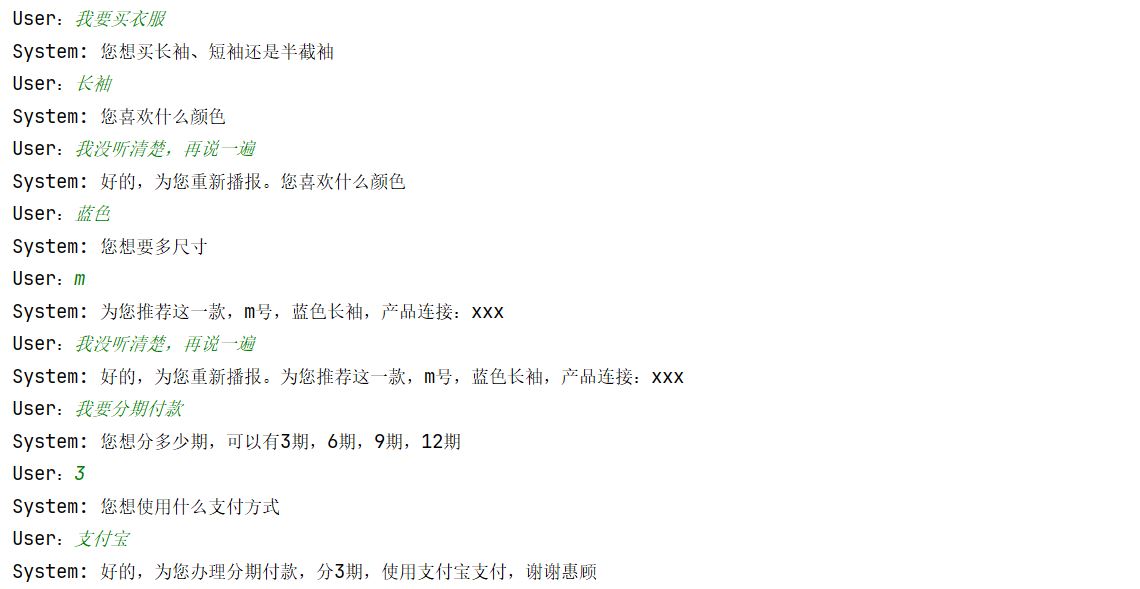 User：我要买衣服
System: 您想买长袖、短袖还是半截袖
User：长袖
System: 您喜欢什么颜色
User：我没听清楚，再说一遍
System: 好的，为您重新播报。您喜欢什么颜色
User：蓝色
System: 您想要多尺寸
User：m
System: 为您推荐这一款，m号，蓝色长袖，产品连接：xxx
User：我没听清楚，再说一遍
System: 好的，为您重新播报。为您推荐这一款，m号，蓝色长袖，产品连接：xxx
User：我要分期付款
System: 您想分多少期，可以有3期，6期，9期，12期
User：3
System: 您想使用什么支付方式
User：支付宝
System: 好的，为您办理分期付款，分3期，使用支付宝支付，谢谢惠顾